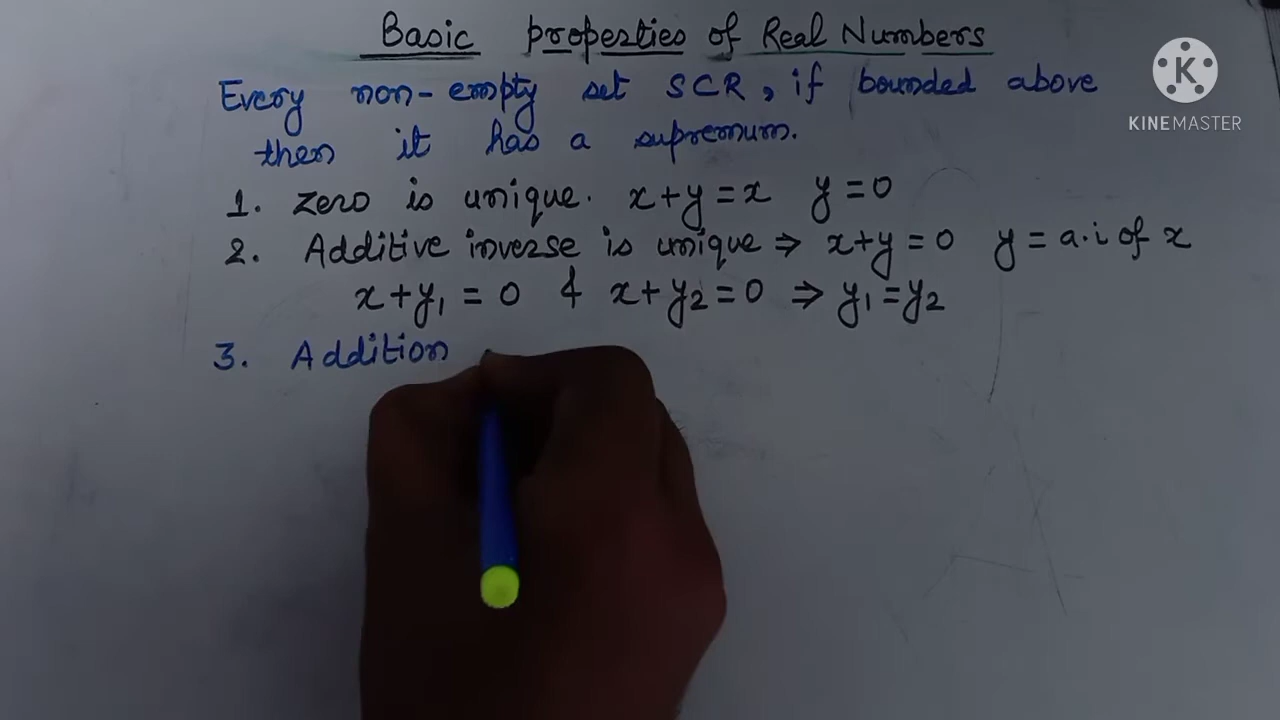 Basic properties of Real Numbers
Every non-empty set S⊂R, if bounded above
then it has a supremum.
1. Zero is unique. x+y=x y=0
2. Additive inverse is unique ⇒ x+y=0 y=a.i of x
x+y₁=0 & x+y₂=0 ⇒ y₁=y₂
3. Addition
K
KINEMASTER